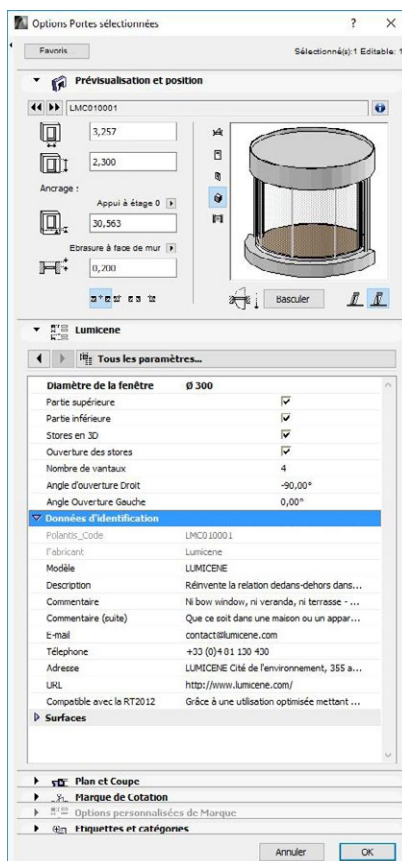 Options Portes sélectionnées
Favoris...
Sélectionné(s):1 Editable: 1
Prévisualisation et position
LMC010001
3,257
2,300
Ancrage :
Appui à étage 0
30,563
Ebrasure à face de mur
0,200
Basculer
Lumicene
Tous les paramètres...
Diamètre de la fenêtre Ø 300
Partie supérieure
Partie inférieure
Stores en 3D
Ouverture des stores
Nombre de vantaux 4
Angle d'ouverture Droit -90,00°
Angle Ouverture Gauche 0,00°
Données d'identification
Polantis_Code LMC010001
Fabricant Lumicene
Modèle LUMICENE
Description Réinvente la relation dedans-dehors dans...
Commentaire Ni bow window, ni veranda, ni terrasse - ...
Commentaire (suite) Que ce soit dans une maison ou un appar...
E-mail contact@lumicene.com
Télephone +33 (0)4 81 130 430
Adresse LUMICENE Cité de l'environnement, 355 a...
URL http://www.lumicene.com/
Compatible avec la RT2012 Grâce à une utilisation optimisée mettant ...
Surfaces
Plan et Coupe
Marque de Cotation
Options personnalisées de Marque
Etiquettes et catégories
Annuler OK